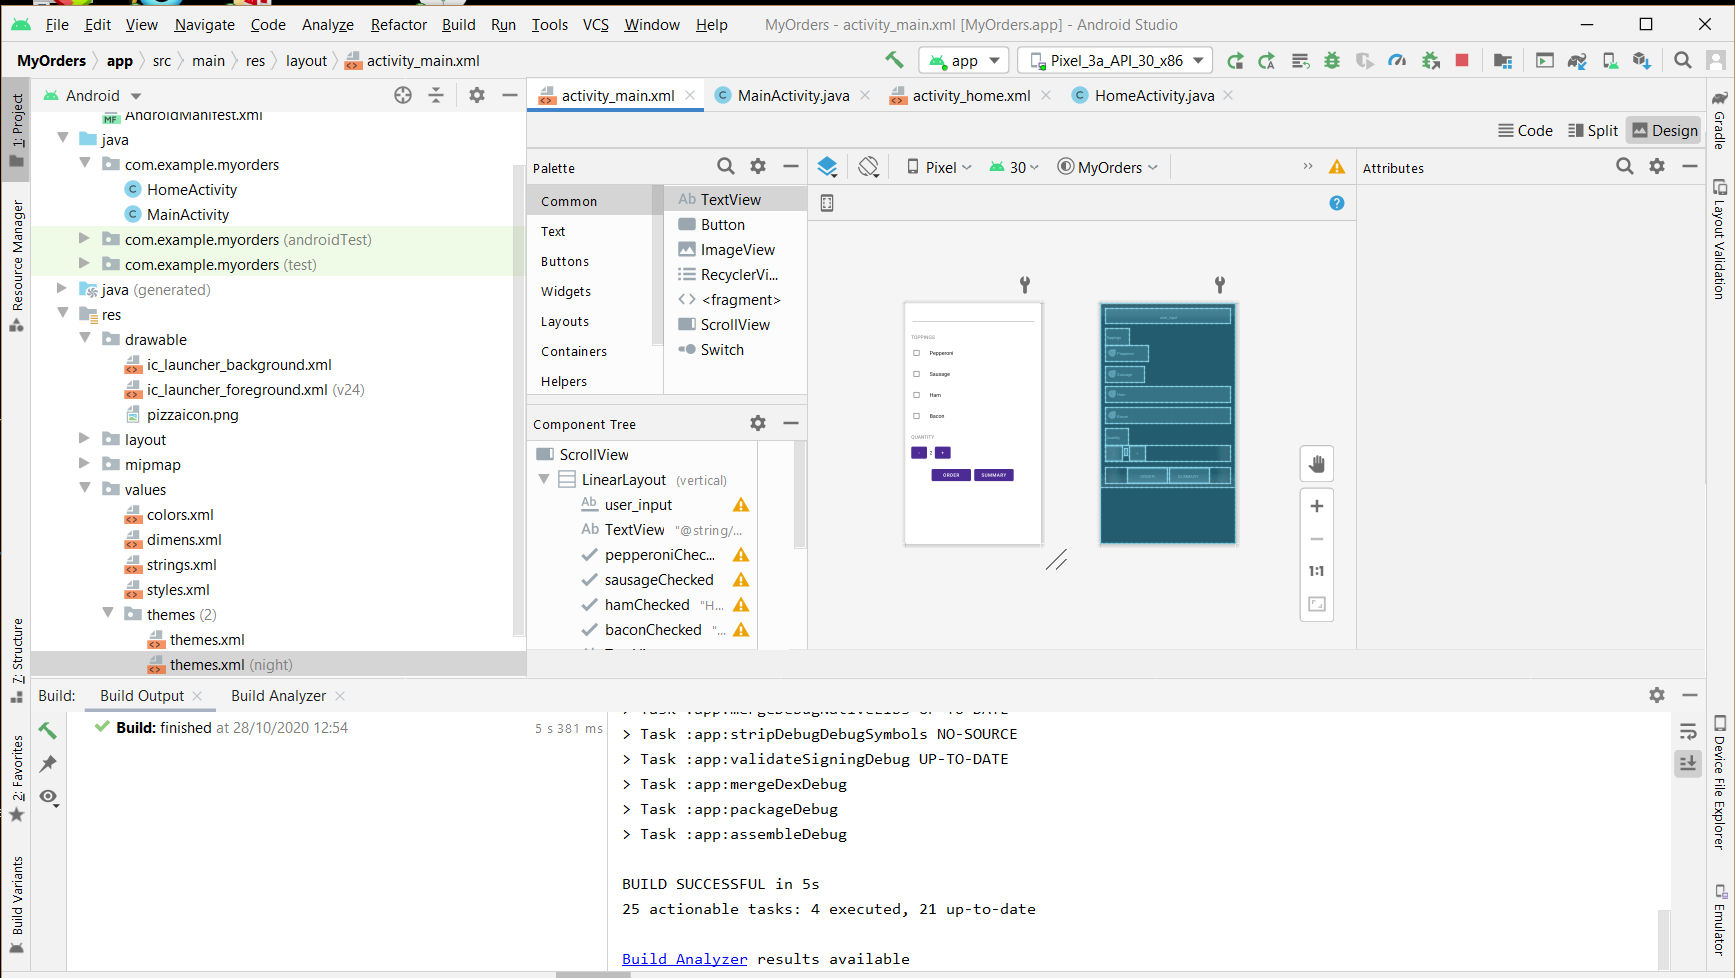 File Edit View Navigate Code Analyze Refactor Build Run Tools VCS Window Help MyOrders - activity_main.xml [MyOrders.app] - Android Studio
MyOrders app src main res layout activity_main.xml app Pixel_3a_API_30_x86
1: Project
Resource Manager
7: Structure
2: Favorites
Build Variants
Android
AndroidManifest.xml
java
com.example.myorders
HomeActivity
MainActivity
com.example.myorders (androidTest)
com.example.myorders (test)
java (generated)
res
drawable
ic_launcher_background.xml
ic_launcher_foreground.xml (v24)
pizzaicon.png
layout
mipmap
values
colors.xml
dimens.xml
strings.xml
styles.xml
themes (2)
themes.xml
themes.xml (night)
activity_main.xml MainActivity.java activity_home.xml HomeActivity.java
Code Split Design
Palette
Common
Text
Buttons
Widgets
Layouts
Containers
Helpers
Ab TextView
Button
ImageView
RecyclerVi...
<fragment>
ScrollView
Switch
Component Tree
ScrollView
LinearLayout (vertical)
Ab user_input
Ab TextView "@string/...
pepperoniChec...
sausageChecked
hamChecked "H...
baconChecked "...
Pixel 30 MyOrders
TOPPINGS
Pepperoni
Sausage
Ham
Bacon
QUANTITY
- 2 +
ORDER SUMMARY
1:1
Attributes
Gradle
Layout Validation
Device File Explorer
Emulator
Build: Build Output Build Analyzer
Build: finished at 28/10/2020 12:54 5 s 381 ms
> Task :app:mergeDebugNativeLibs UP-TO-DATE
> Task :app:stripDebugDebugSymbols NO-SOURCE
> Task :app:validateSigningDebug UP-TO-DATE
> Task :app:mergeDexDebug
> Task :app:packageDebug
> Task :app:assembleDebug
BUILD SUCCESSFUL in 5s
25 actionable tasks: 4 executed, 21 up-to-date
Build Analyzer results available